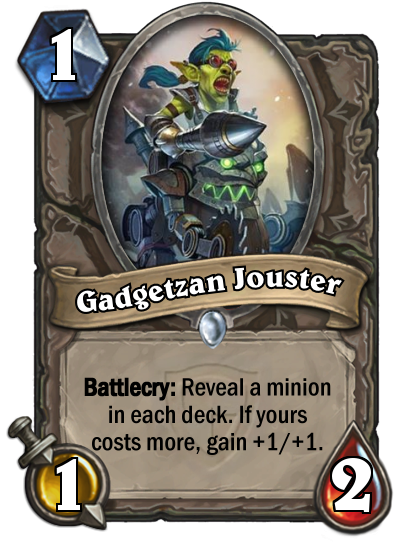 1
Gadgetzan Jouster
Battlecry: Reveal a minion
in each deck. If yours
costs more, gain +1/+1.
1
2